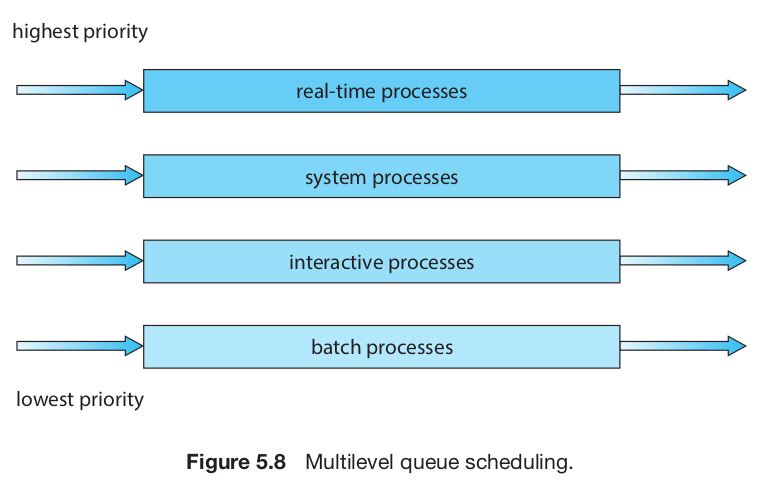 highest priority
real-time processes
system processes
interactive processes
batch processes
lowest priority
Figure 5.8 Multilevel queue scheduling.